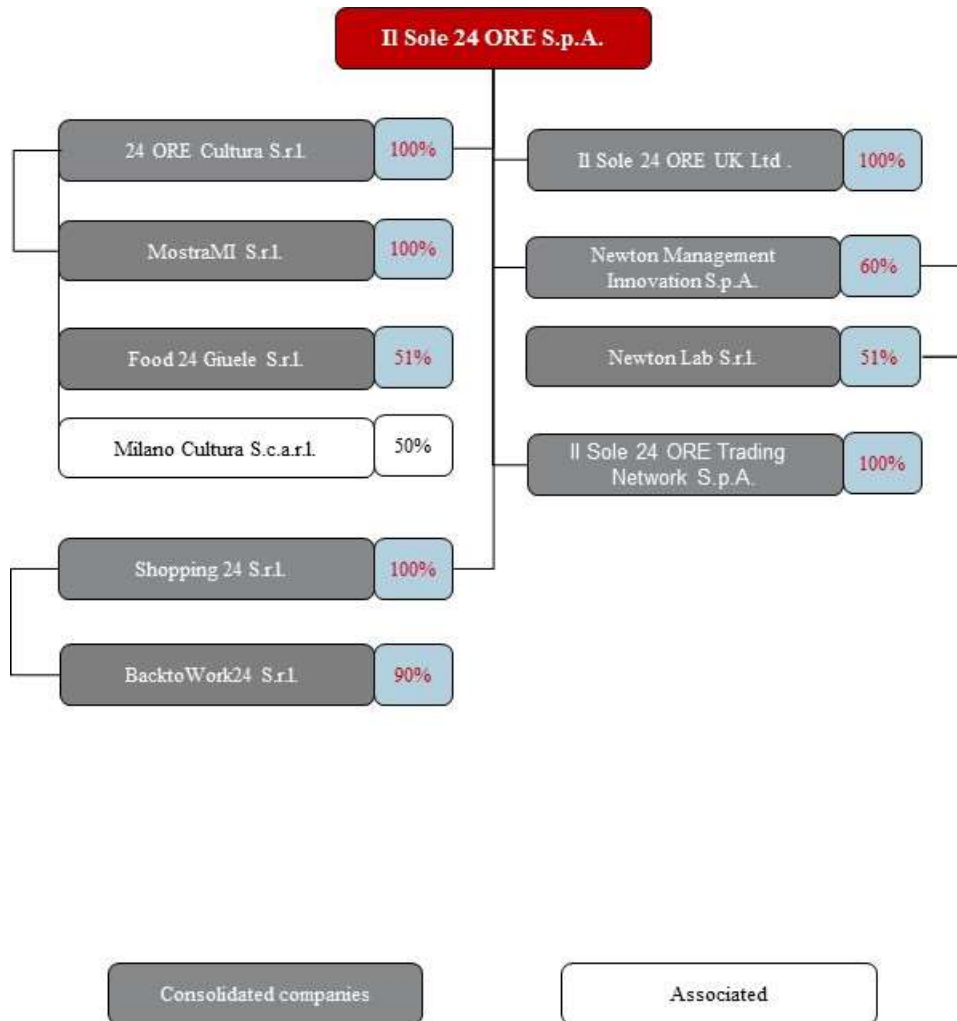 Il Sole 24 ORE S.p.A.
24 ORE Cultura S.r.l.
100%
MostraMI S.r.l.
100%
Food 24 Giuele S.r.l.
51%
Milano Cultura S.c.a.r.l.
50%
Shopping 24 S.r.l.
100%
BacktoWork24 S.r.l.
90%
Il Sole 24 ORE UK Ltd .
100%
Newton Management
Innovation S.p.A.
60%
Newton Lab S.r.l.
51%
Il Sole 24 ORE Trading
Network S.p.A.
100%
Consolidated companies
Associated